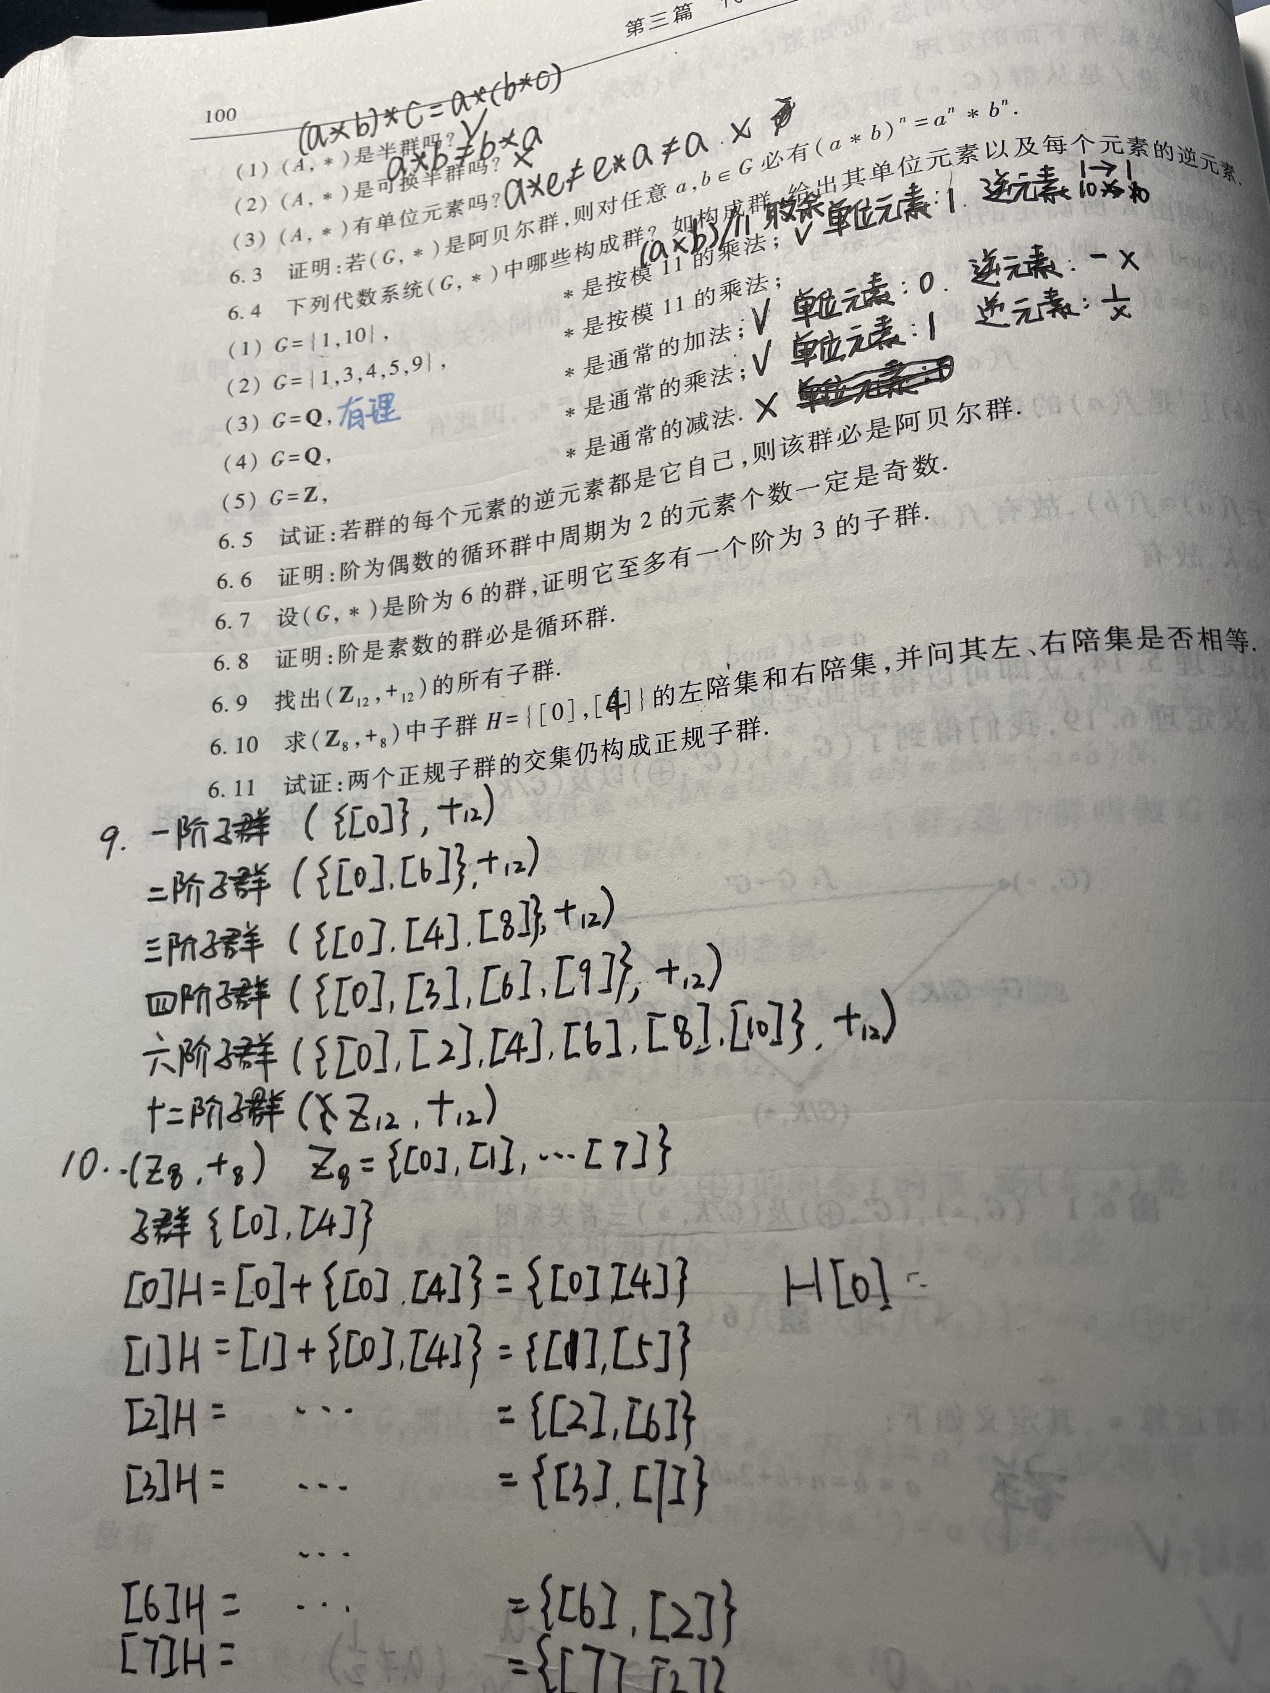 第三篇
100
(a*b)*c=a*(b*c)
(1) (A, *)是半群吗? √
a*b≠b*a
(2) (A, *)是可换半群吗? ×
(3) (A, *)有单位元素吗? a*e≠e*a≠a. ×
6.3 证明:若(G, *)是阿贝尔群,则对任意 a,b∈G 必有(a*b)ⁿ=aⁿ*bⁿ.
6.4 下列代数系统(G, *)中哪些构成群? 如构成群,给出其单位元素以及每个元素的逆元素.
(a×b)/11 取余
(1) G={1,10}, *是按模 11 的乘法; √ 单位元素:1. 逆元素: 1→1 10→10
(2) G={1,3,4,5,9}, *是按模 11 的乘法;
(3) G=Q, 有理 *是通常的加法; √ 单位元素:0. 逆元素: -x
(4) G=Q, *是通常的乘法; √ 单位元素:1 逆元素: 1/x
(5) G=Z, *是通常的减法. ×
6.5 试证:若群的每个元素的逆元素都是它自己,则该群必是阿贝尔群.
6.6 证明:阶为偶数的循环群中周期为 2 的元素个数一定是奇数.
6.7 设(G, *)是阶为 6 的群,证明它至多有一个阶为 3 的子群.
6.8 证明:阶是素数的群必是循环群.
6.9 找出(Z₁₂,+₁₂)的所有子群.
6.10 求(Z₈,+₈)中子群 H={[0],[4]}的左陪集和右陪集,并问其左、右陪集是否相等.
6.11 试证:两个正规子群的交集仍构成正规子群.
9. 一阶子群 ({[0]}, +₁₂)
二阶子群 ({[0],[6]},+₁₂)
三阶子群 ({[0],[4],[8]},+₁₂)
四阶子群 ({[0],[3],[6],[9]}, +₁₂)
六阶子群 ({[0],[2],[4],[6],[8],[10]}, +₁₂)
十二阶子群 (Z₁₂, +₁₂)
10. (Z₈,+₈) Z₈={[0],[1],…[7]}
子群 {[0],[4]}
[0]H=[0]+{[0],[4]}={[0],[4]} H[0]=
[1]H=[1]+{[0],[4]}={[1],[5]}
[2]H= … ={[2],[6]}
[3]H= … ={[3],[7]}
…
[6]H= … ={[6],[2]}
[7]H= ={[7]